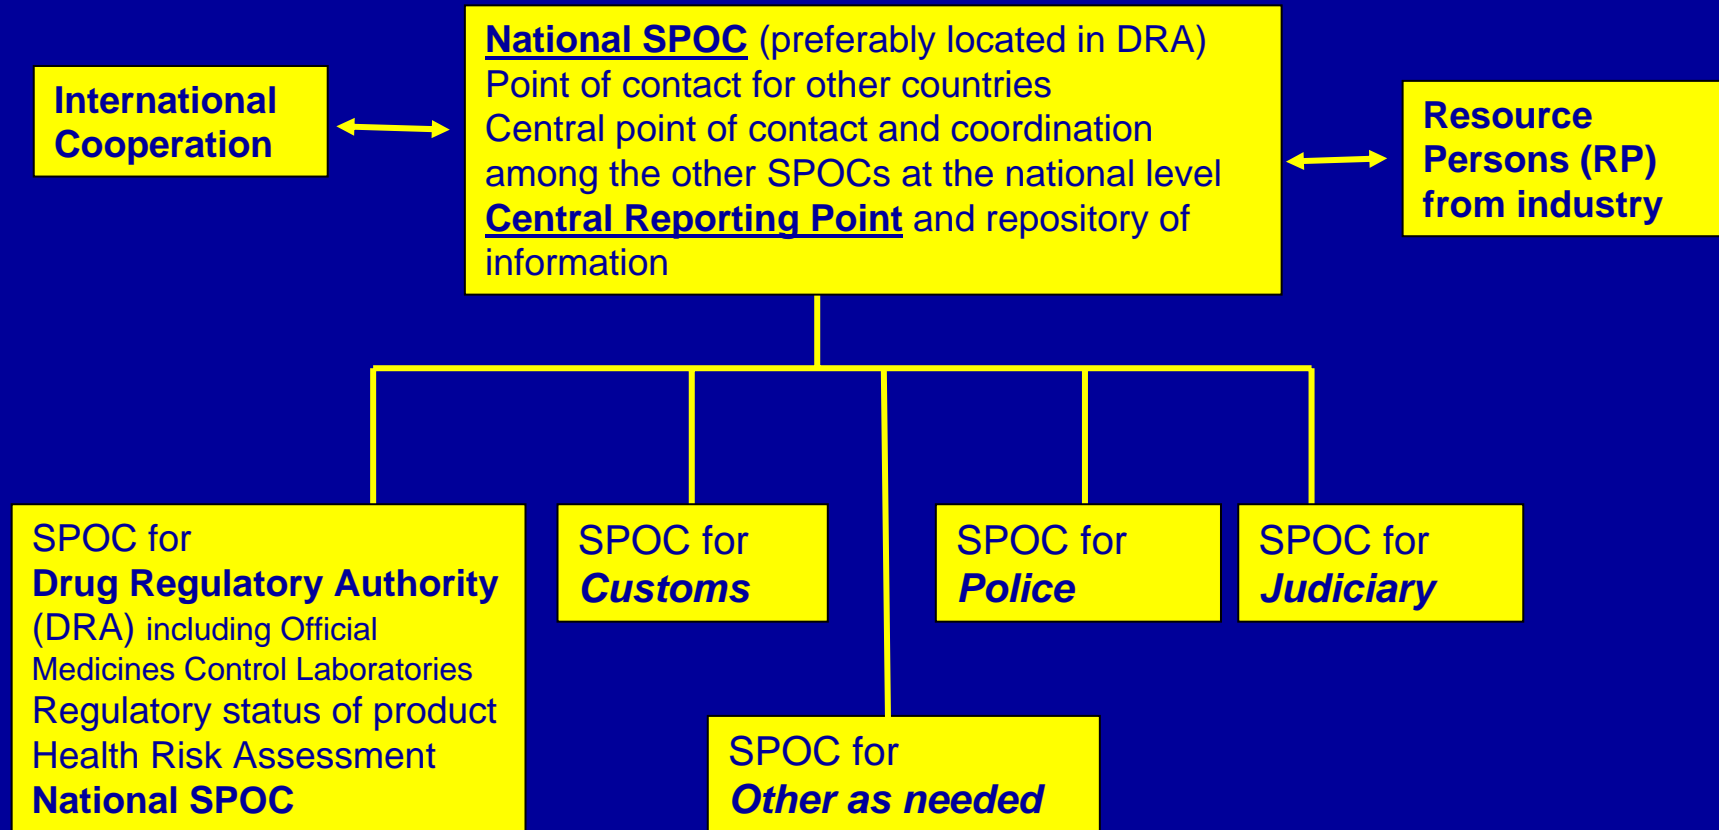 National SPOC (preferably located in DRA)
Point of contact for other countries
Central point of contact and coordination
among the other SPOCs at the national level
Central Reporting Point and repository of
information
International
Cooperation
Resource
Persons (RP)
from industry
SPOC for
Drug Regulatory Authority
(DRA) including Official
Medicines Control Laboratories
Regulatory status of product
Health Risk Assessment
National SPOC
SPOC for
Customs
SPOC for
Police
SPOC for
Judiciary
SPOC for
Other as needed